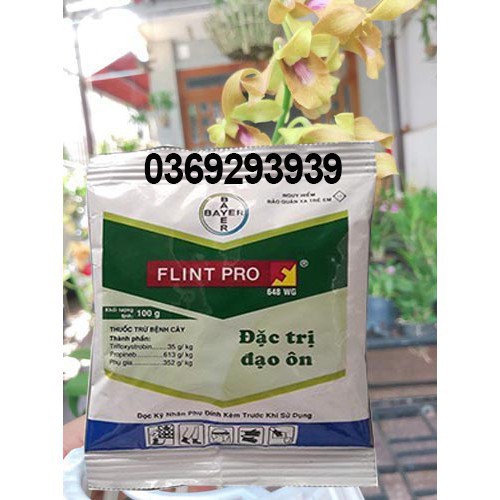 0369293939
BAYER
BAYER
NGUY HIỂM
BẢO QUẢN XA TRẺ EM
FLINT PRO ®
648 WG
Khối lượng
tịnh: 100 g
THUỐC TRỪ BỆNH CÂY
Thành phần:
Trifloxystrobin......35 g/ kg
Propineb..........613 g/ kg
Phụ gia............352 g/ kg
Đặc trị
đạo ôn
Đọc Kỹ Nhãn Phụ Đính Kèm Trước Khi Sử Dụng